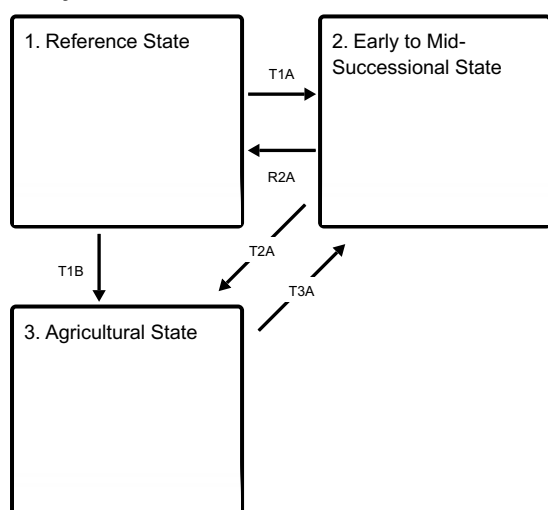 1. Reference State
2. Early to Mid-
Successional State
T1A
R2A
T1B
T2A
T3A
3. Agricultural State